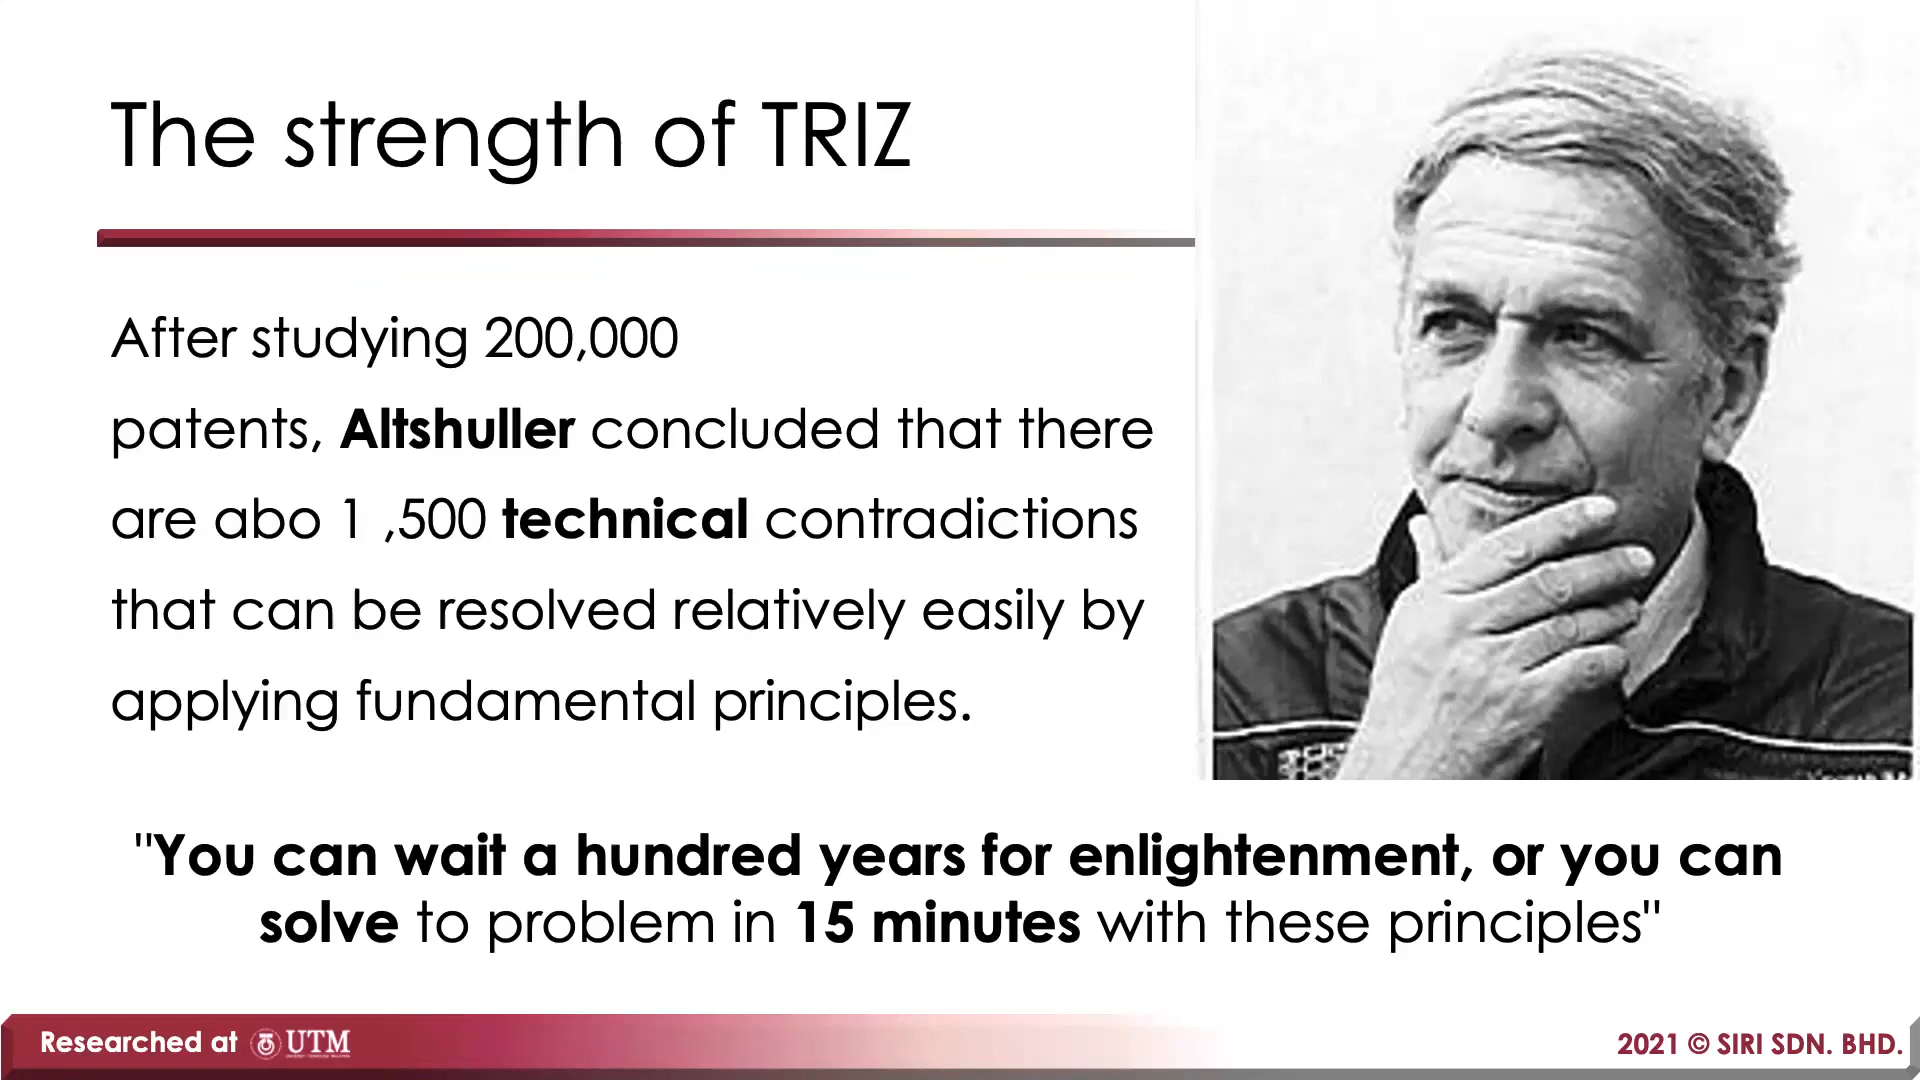 The strength of TRIZ
After studying 200,000
patents, Altshuller concluded that there
are abo 1 ,500 technical contradictions
that can be resolved relatively easily by
applying fundamental principles.
"You can wait a hundred years for enlightenment, or you can
solve to problem in 15 minutes with these principles"
Researched at UTM
2021 © SIRI SDN. BHD.